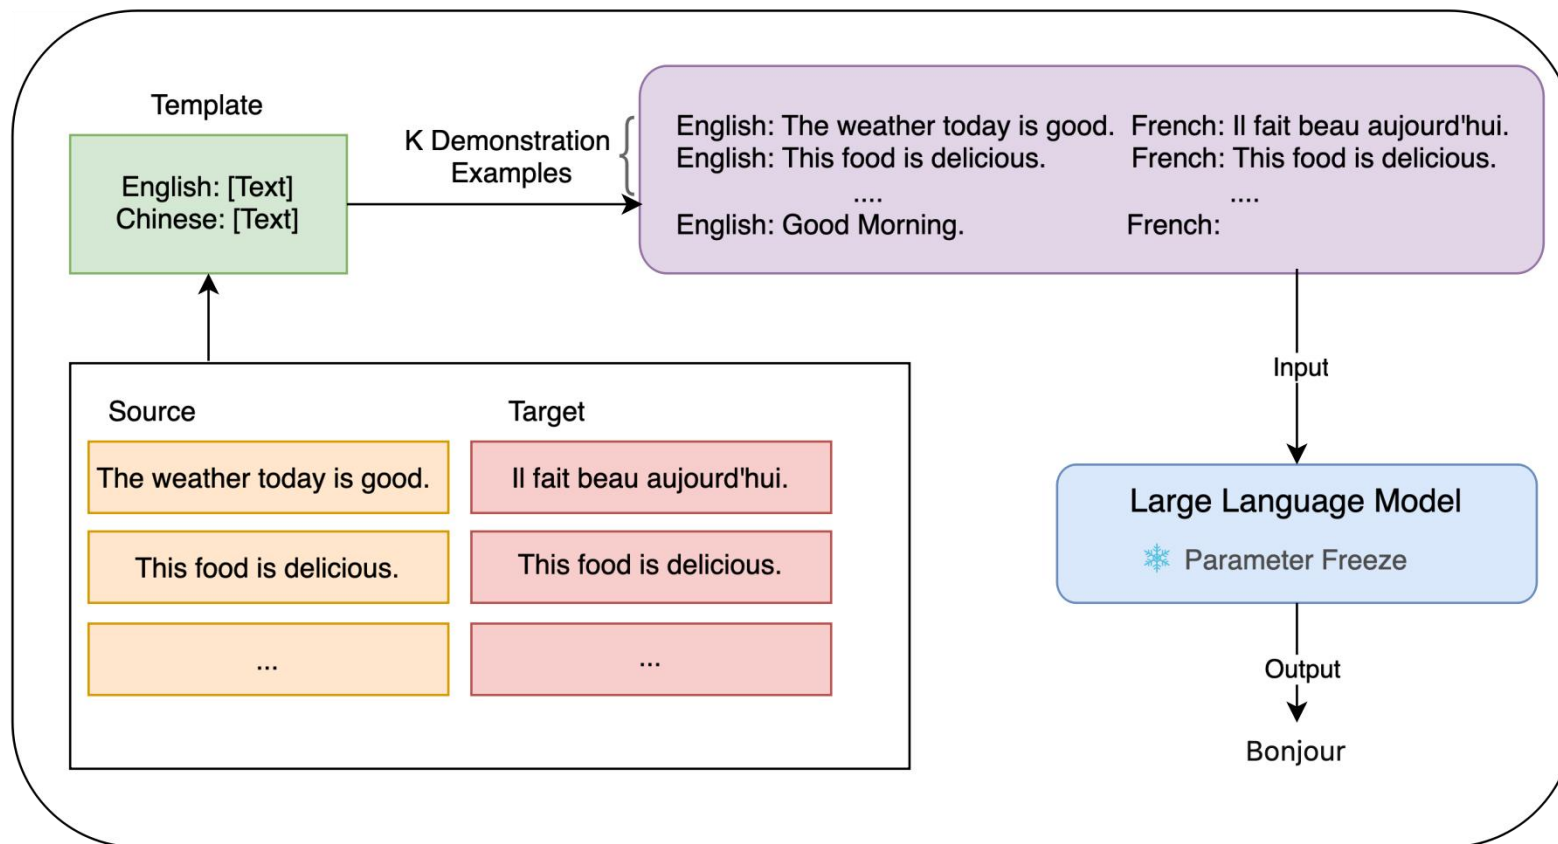 Template
English: [Text]
Chinese: [Text]
K Demonstration
Examples
English: The weather today is good. French: Il fait beau aujourd'hui.
English: This food is delicious. French: This food is delicious.
.... ....
English: Good Morning. French:
Source Target
The weather today is good. Il fait beau aujourd'hui.
This food is delicious. This food is delicious.
... ...
Input
Large Language Model
Parameter Freeze
Output
Bonjour